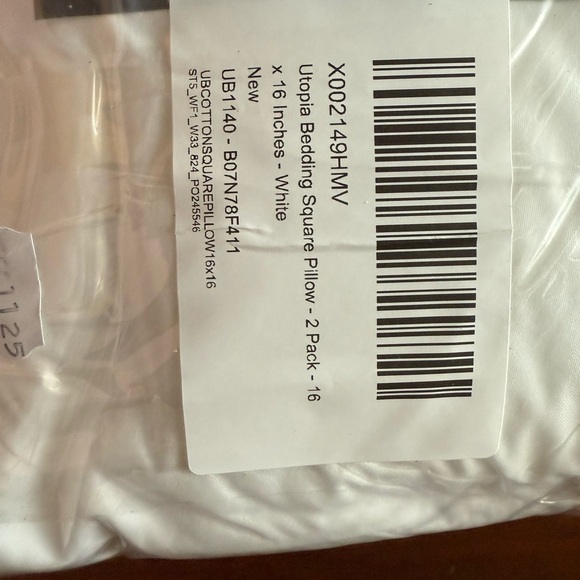 X002149HMV
Utopia Bedding Square Pillow - 2 Pack - 16
x 16 Inches - White
New
UB1140 - B07N78F411
UBCOTTONSQUAREPILLOW16x16
ST5_WF1_W33_824_PO245546